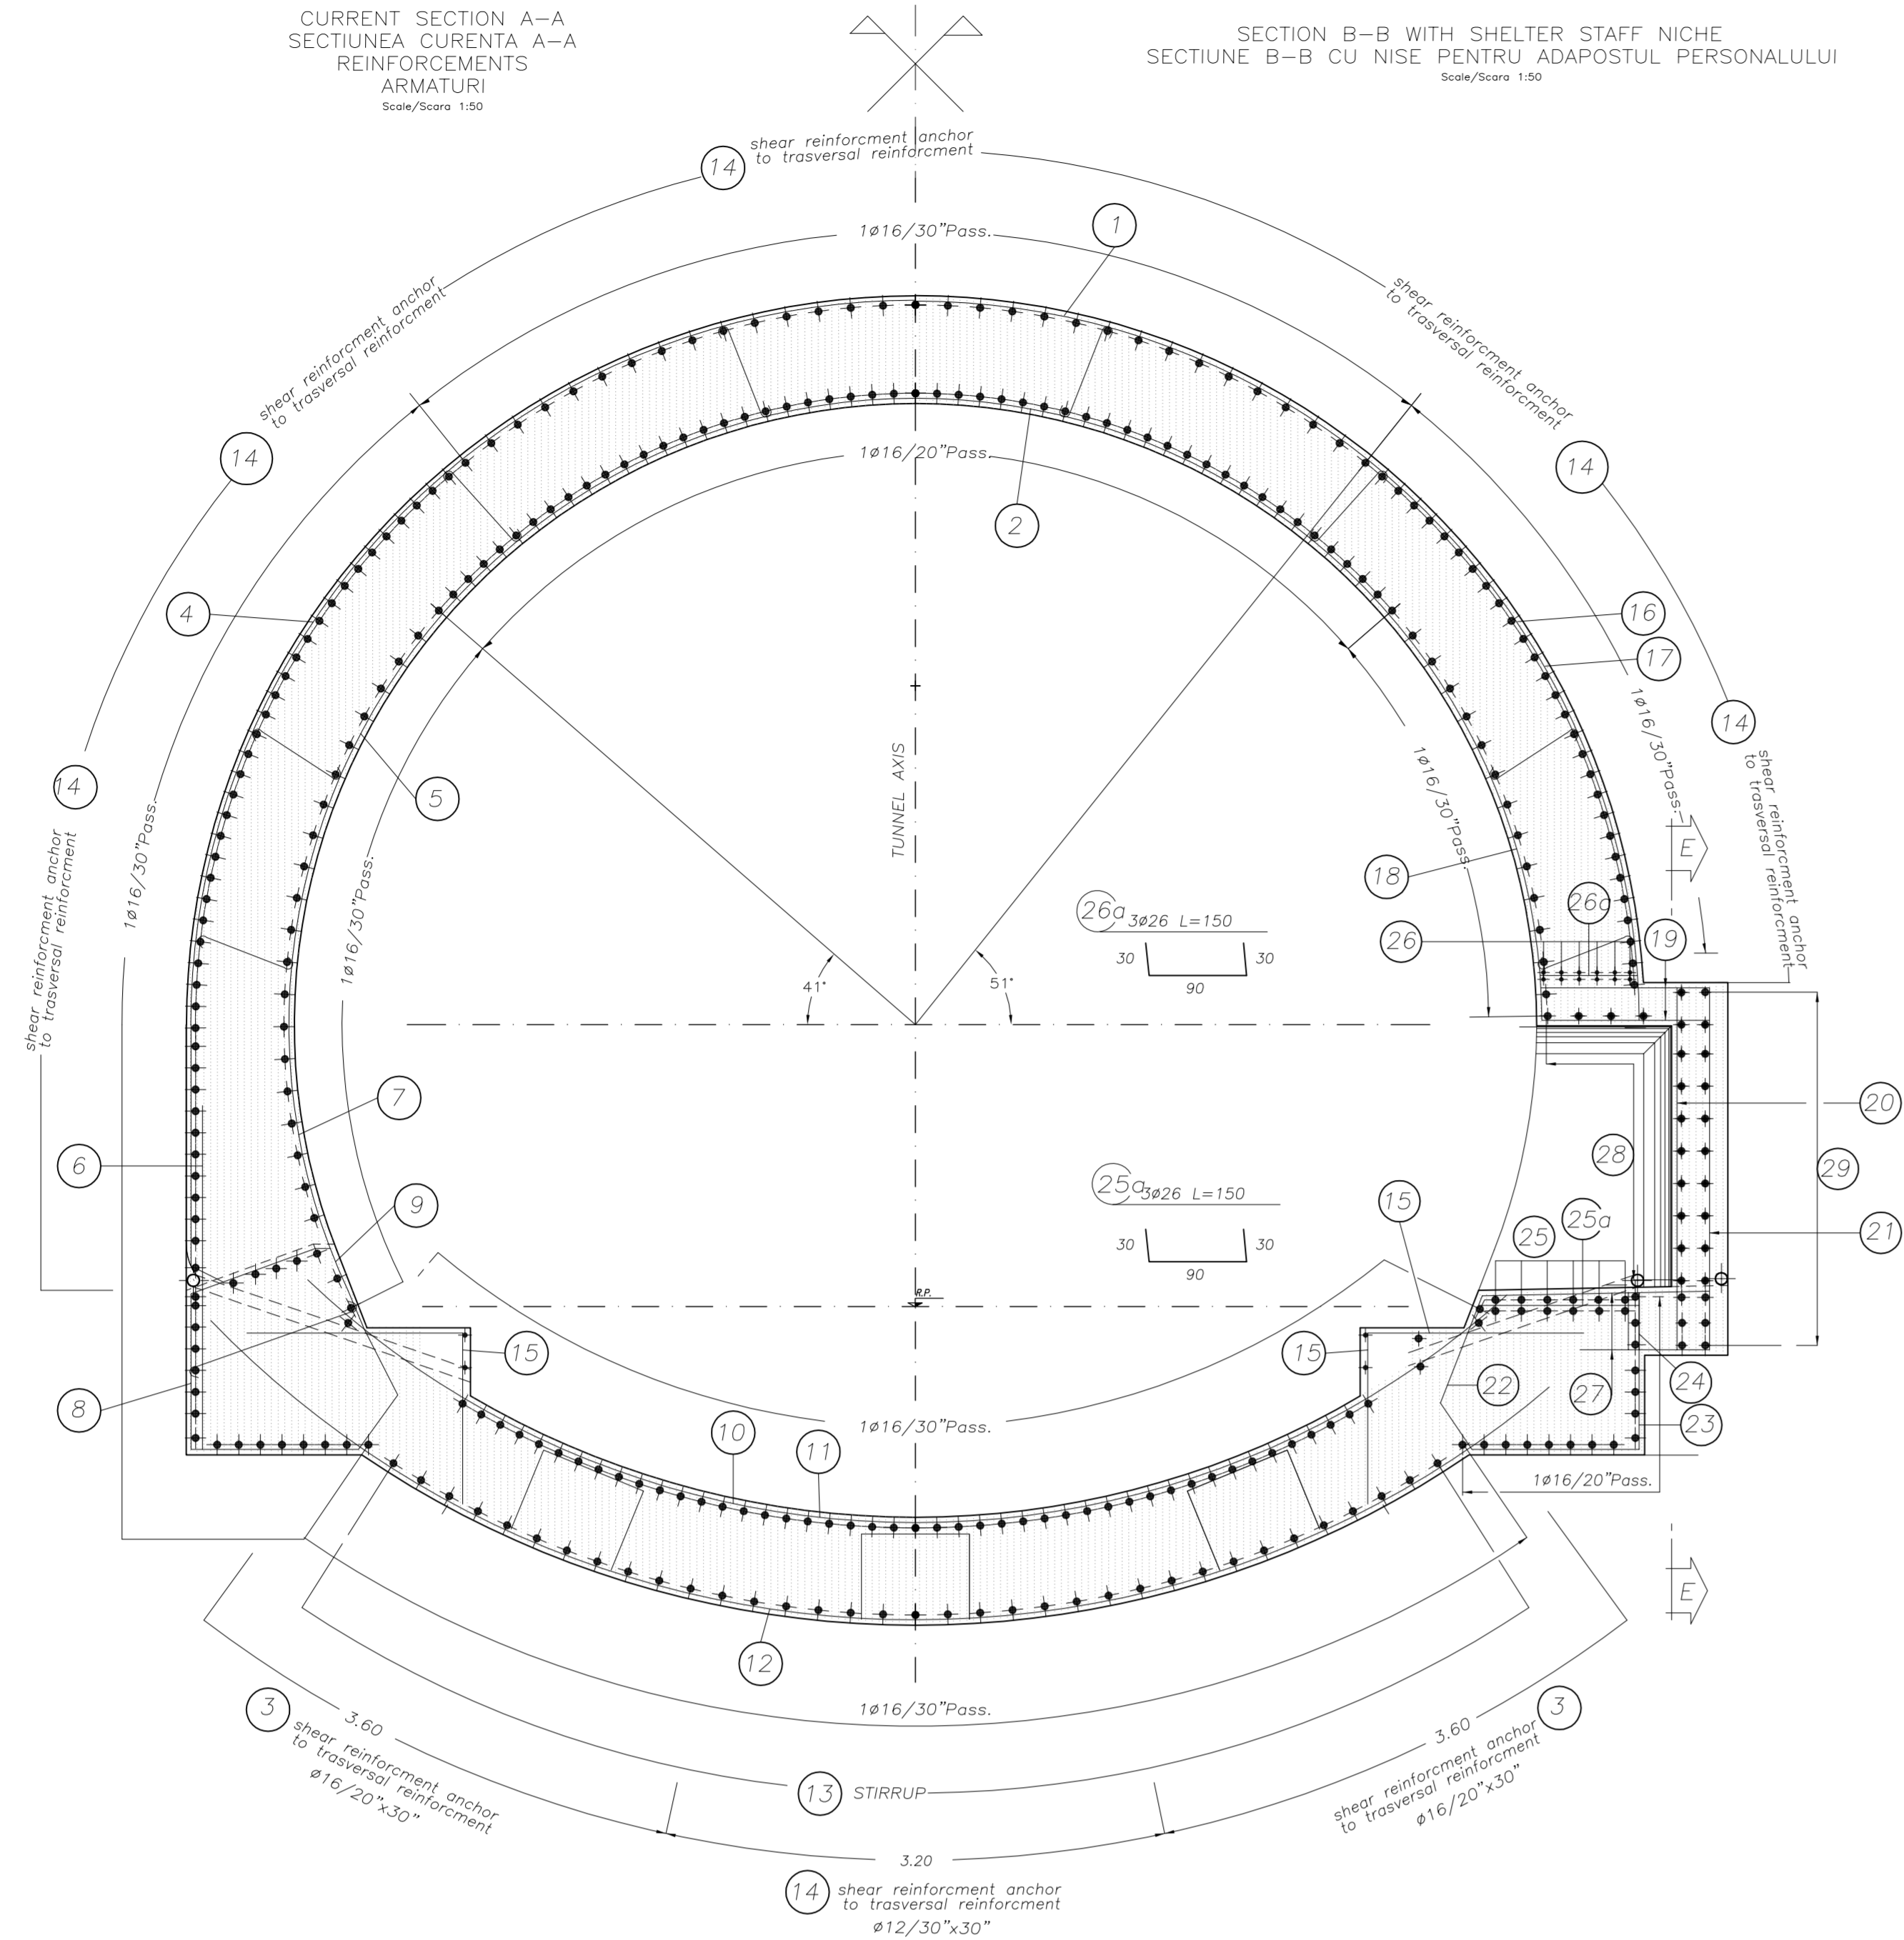 CURRENT SECTION A-A
SECTIUNEA CURENTA A-A
REINFORCEMENTS
ARMATURI
Scale/Scara 1:50
SECTION B-B WITH SHELTER STAFF NICHE
SECTIUNE B-B CU NISE PENTRU ADAPOSTUL PERSONALULUI
Scale/Scara 1:50
14
shear reinforcment anchor
to trasversal reinforcment
1
1ø16/30"Pass.
shear reinforcment anchor
to trasversal reinforcment
14
shear reinforcment anchor
to trasversal reinforcment
14
1ø16/20"Pass.
2
4
16
17
5
14
shear reinforcment anchor
to trasversal reinforcment
1ø16/30"Pass.
1ø16/30"Pass.
TUNNEL AXIS
14
shear reinforcment anchor
to trasversal reinforcment
1ø16/30"Pass.
1ø16/30"Pass.
E
18
26a
26
19
26a
3ø26 L=150
30
30
90
41°
51°
7
6
9
20
28
29
21
25a
3ø26 L=150
30
30
90
15
25
25a
R.P.
15
15
8
22
27
24
23
10
11
1ø16/30"Pass.
1ø16/20"Pass.
12
E
1ø16/30"Pass.
3
3.60
shear reinforcment anchor
to trasversal reinforcment
ø16/20"x30"
3
3.60
shear reinforcment anchor
to trasversal reinforcment
ø16/20"x30"
13
STIRRUP
3.20
14
shear reinforcment anchor
to trasversal reinforcment
ø12/30"x30"